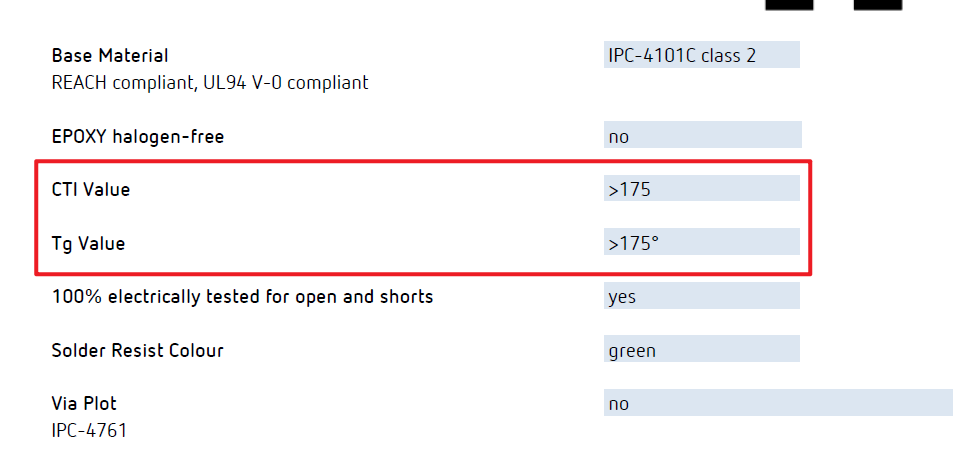 Base Material IPC-4101C class 2
REACH compliant, UL94 V-0 compliant
EPOXY halogen-free no
CTI Value >175
Tg Value >175°
100% electrically tested for open and shorts yes
Solder Resist Colour green
Via Plot no
IPC-4761